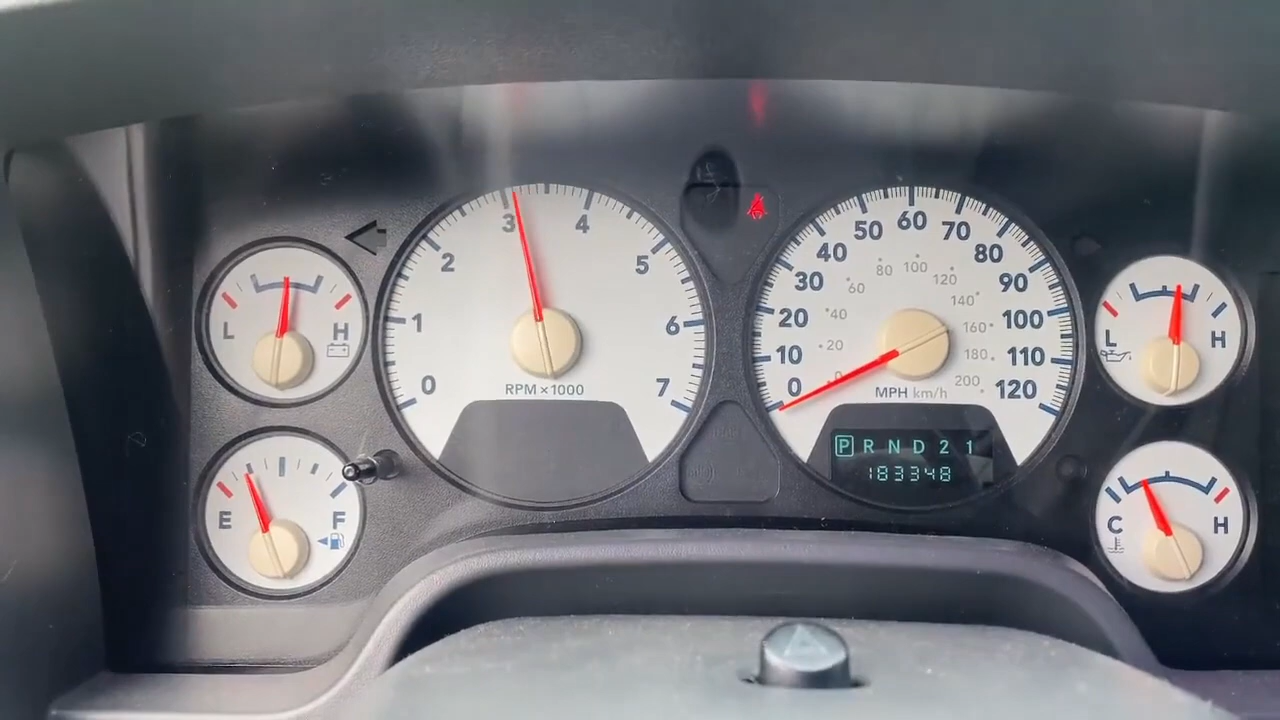 L H
E F
0 1 2 3 4 5 6 7
RPM×1000
0 10 20 30 40 50 60 70 80 90 100 110 120
0 20 40 60 80 100 120 140 160 180 200
MPH km/h
P R N D 2 1
183348
L H
C H